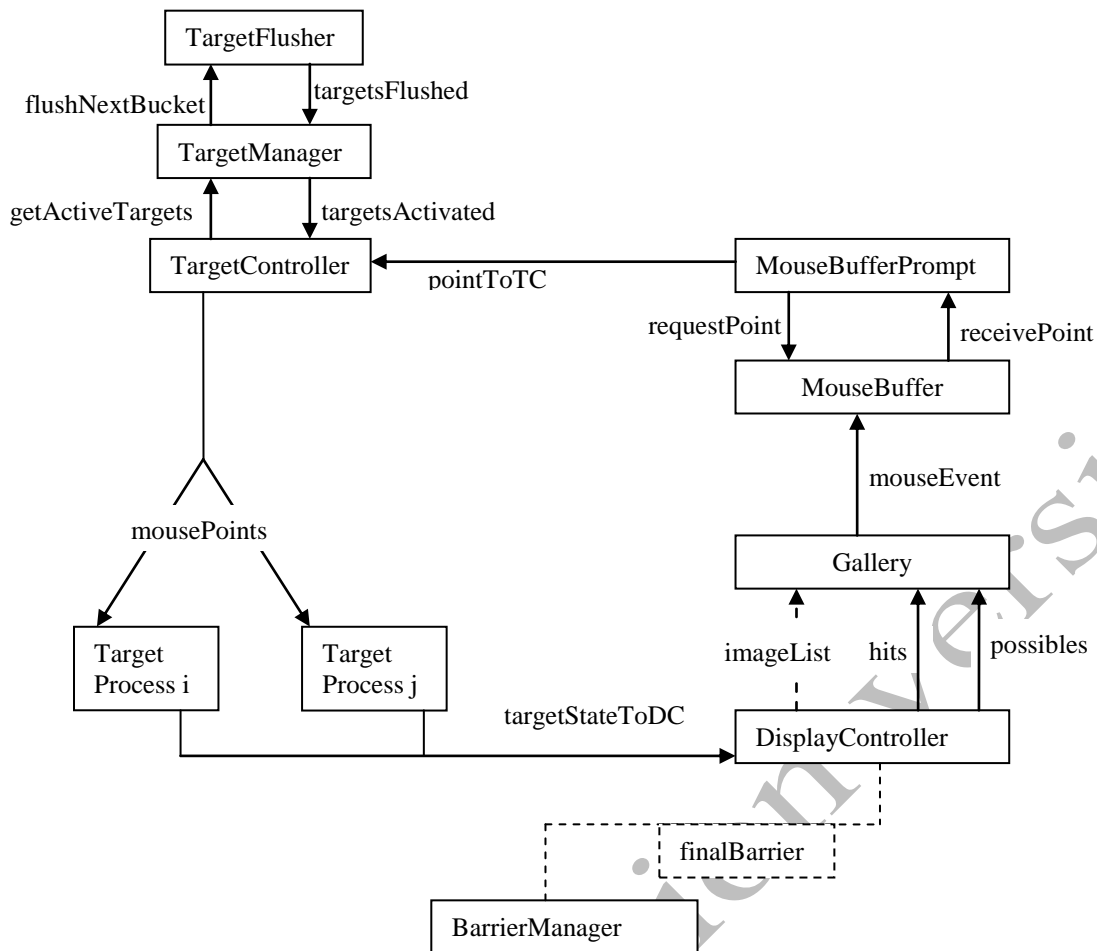 TargetFlusher
flushNextBucket
targetsFlushed
TargetManager
getActiveTargets
targetsActivated
TargetController
pointToTC
MouseBufferPrompt
requestPoint
receivePoint
MouseBuffer
mouseEvent
mousePoints
Gallery
Target
Process i
Target
Process j
imageList
hits
possibles
targetStateToDC
DisplayController
finalBarrier
BarrierManager